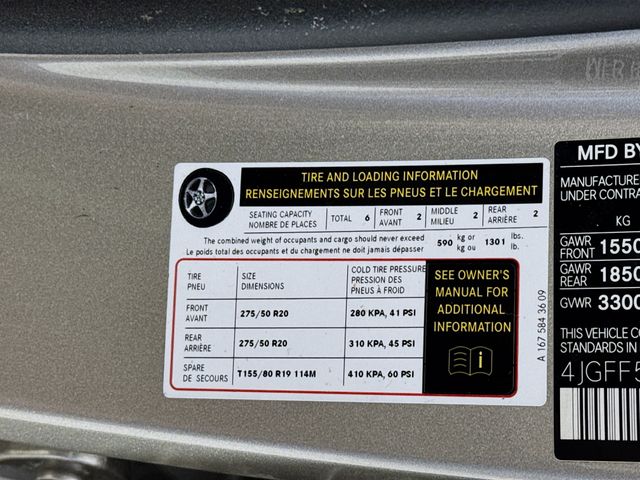 TIRE AND LOADING INFORMATION
RENSEIGNEMENTS SUR LES PNEUS ET LE CHARGEMENT
SEATING CAPACITY TOTAL 6 FRONT 2 MIDDLE 2 REAR 2
NOMBRE DE PLACES AVANT MILIEU ARRIÈRE
The combined weight of occupants and cargo should never exceed 590 kg or 1301 lbs.
Le poids total des occupants et du chargement ne doit jamais dépasser kg ou lb.
TIRE SIZE COLD TIRE PRESSURE
PNEU DIMENSIONS PRESSION DES
PNEUS À FROID
FRONT
AVANT 275/50 R20 280 KPA, 41 PSI
REAR
ARRIÈRE 275/50 R20 310 KPA, 45 PSI
SPARE
DE SECOURS T155/80 R19 114M 410 KPA, 60 PSI
SEE OWNER'S
MANUAL FOR
ADDITIONAL
INFORMATION
i
A 167 584 36 09
MFD BY
MANUFACTURE
UNDER CONTRA
KG
GAWR
FRONT 1550
GAWR
REAR 1850
GVWR 3300
THIS VEHICLE CO
STANDARDS IN
4JGFF5